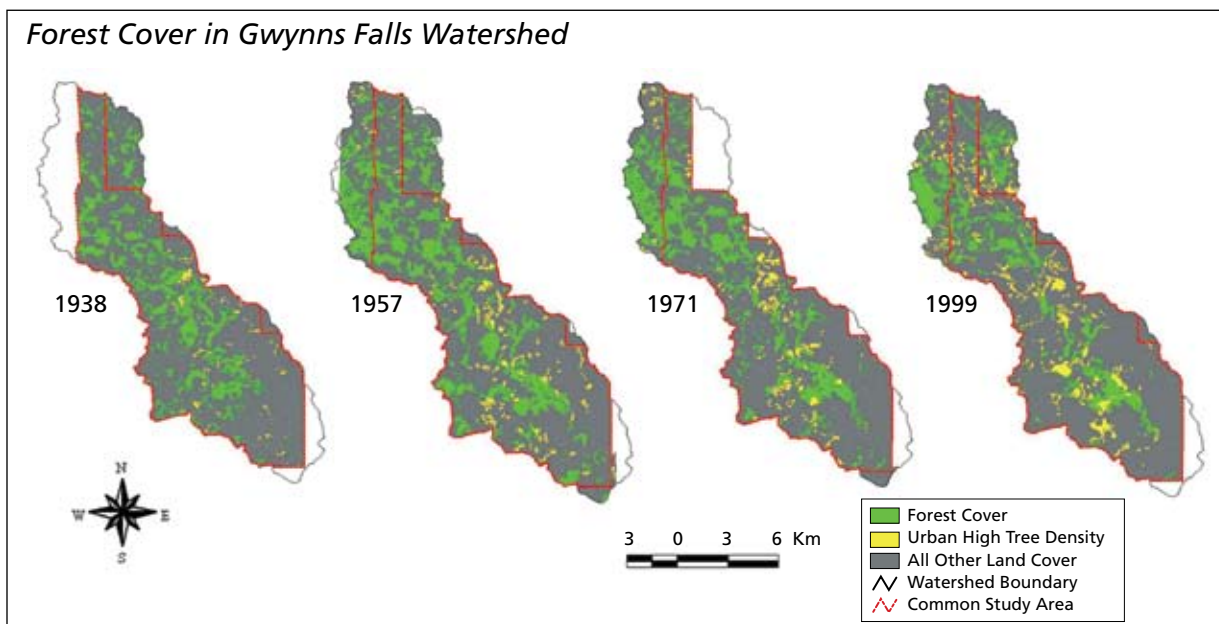 Forest Cover in Gwynns Falls Watershed
1938
1957
1971
1999
N
W E
S
3 0 3 6 Km
Forest Cover
Urban High Tree Density
All Other Land Cover
Watershed Boundary
Common Study Area